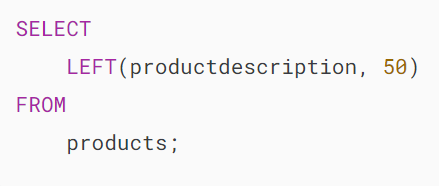 SELECT
    LEFT(productdescription, 50)
FROM
    products;